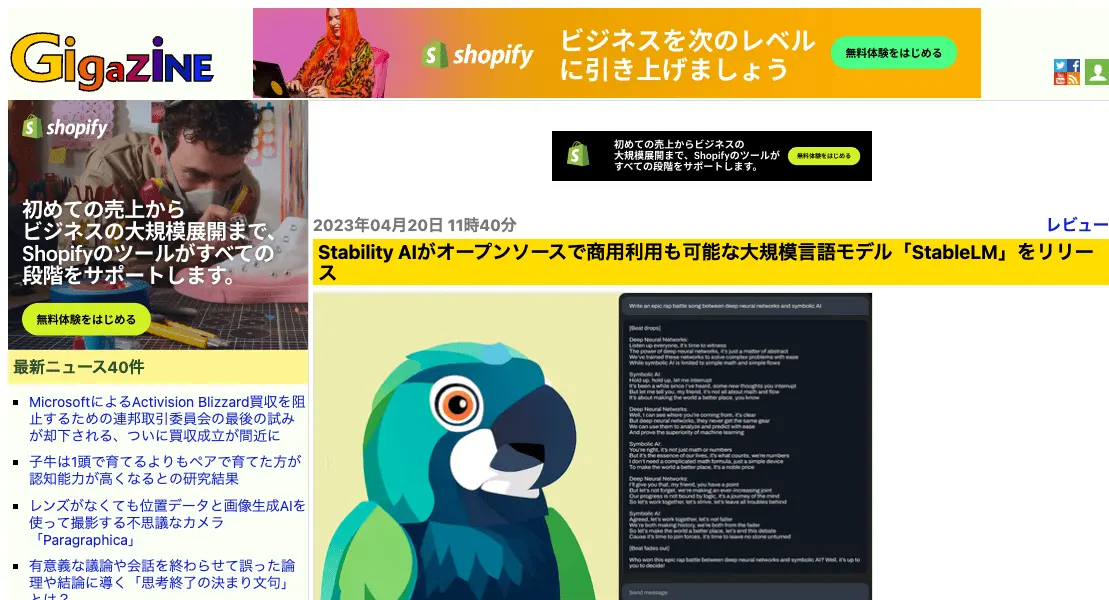 GigaZiNE
shopify
ビジネスを次のレベル
に引き上げましょう
無料体験をはじめる
shopify
初めての売上から
ビジネスの大規模展開まで、
Shopifyのツールがすべての
段階をサポートします。
無料体験をはじめる
初めての売上からビジネスの
大規模展開まで、Shopifyのツールが
すべての段階をサポートします。
無料体験をはじめる
2023年04月20日 11時40分
レビュー
Stability AIがオープンソースで商用利用も可能な大規模言語モデル「StableLM」をリリー
ス
最新ニュース40件
MicrosoftによるActivision Blizzard買収を阻
止するための連邦取引委員会の最後の試み
が却下される、ついに買収成立が間近に
子牛は1頭で育てるよりもペアで育てた方が
認知能力が高くなるとの研究結果
レンズがなくても位置データと画像生成AIを
使って撮影する不思議なカメラ
「Paragraphica」
有意義な議論や会話を終わらせて誤った論
理や結論に導く「思考終了の決まり文句」
とは？
Write an epic rap battle song between deep neural networks and symbolic AI
[Beat drops]
Deep Neural Networks:
Listen up everyone, it's time to witness
The power of deep neural networks, it's just a matter of abstract
We've trained these networks to solve complex problems with ease
While symbolic AI is limited to simple math and simple flows
Symbolic AI:
Hold up, hold up, let me interrupt
It's been a while since I've heard, some new thoughts you interrupt
But let me tell you, my friend, it's not all about math and flow
It's about making the world a better place, you know
Deep Neural Networks:
Well, I can see where you're coming from, it's clear
But deep neural networks, they never get the same gear
We can use them to analyze and predict with ease
And prove the superiority of machine learning
Symbolic AI:
You're right, it's not just math or numbers
But it's the essence of our lives, it's what counts, we're numbers
I don't need a complicated math formula, just a simple device
To make the world a better place, it's a noble price
Deep Neural Networks:
I'll give you that, my friend, you have a point
But let's not forget, we're making an ever-increasing joint
Our progress is not bound by logic, it's a journey of the mind
So let's work together, let's strive, let's leave all troubles behind
Symbolic AI:
Agreed, let's work together, let's not falter
We're both making history, we're both from the fader
So let's make the world a better place, let's end this debate
Cause it's time to join forces, it's time to leave no stone unturned
[Beat fades out]
Who won this epic rap battle between deep neural networks and symbolic AI? Well, it's up to
you to decide!
Send message